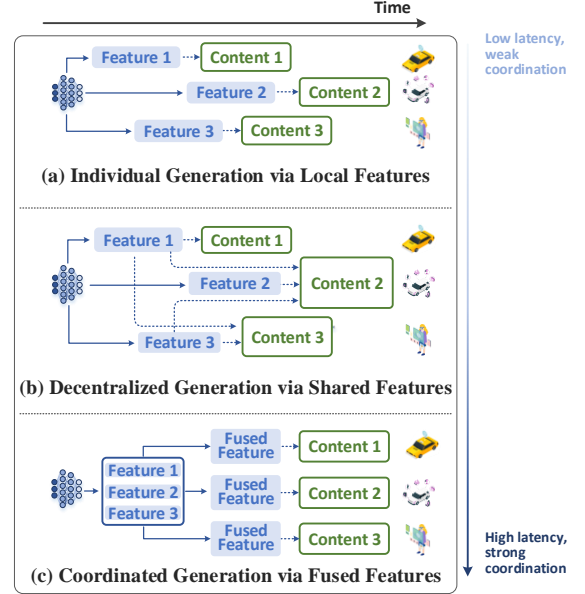 Time
Low latency,
weak
coordination
Feature 1
Content 1
Feature 2
Content 2
Feature 3
Content 3
(a) Individual Generation via Local Features
Feature 1
Content 1
Feature 2
Content 2
Feature 3
Content 3
(b) Decentralized Generation via Shared Features
Feature 1
Feature 2
Feature 3
Fused
Feature
Content 1
Fused
Feature
Content 2
Fused
Feature
Content 3
High latency,
strong
coordination
(c) Coordinated Generation via Fused Features